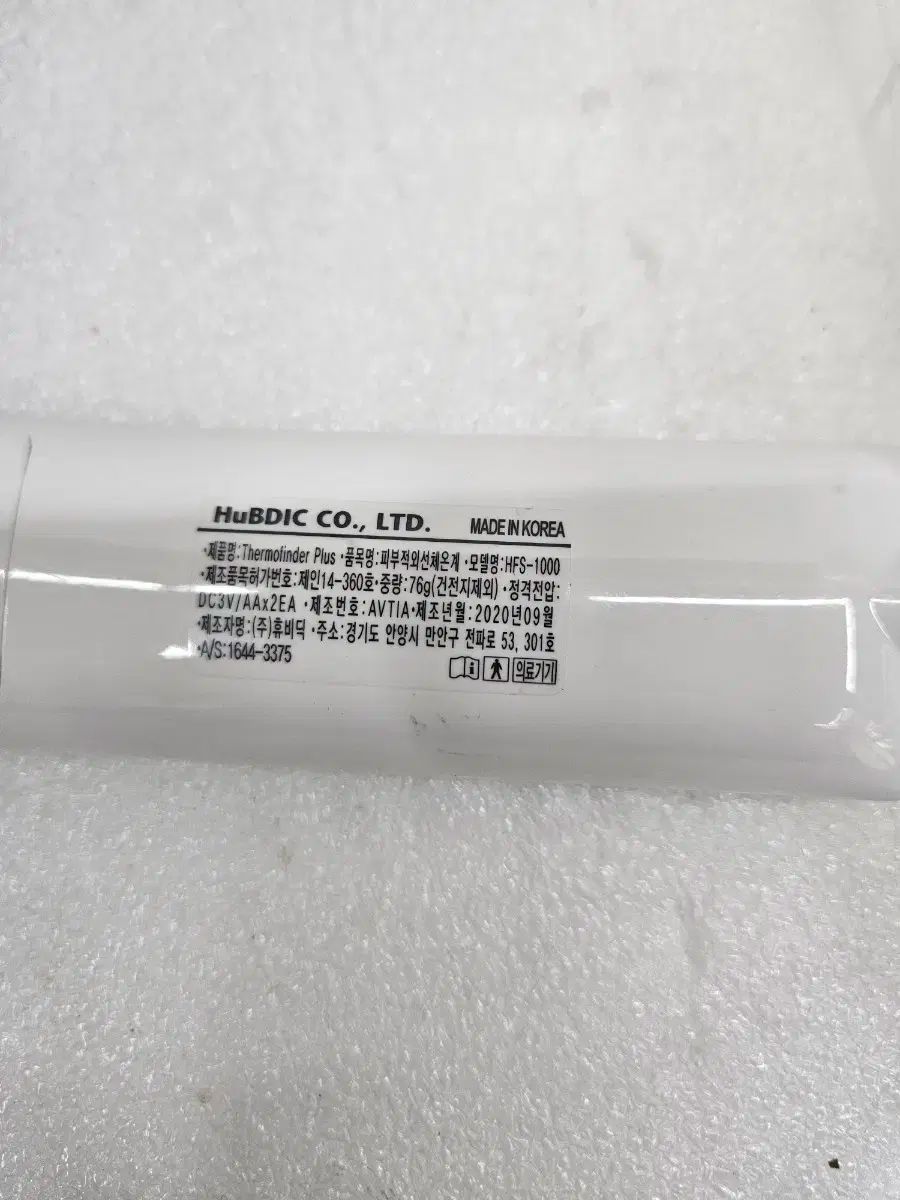 HuBDIC CO., LTD. MADE IN KOREA
•제품명:Thermofinder Plus •품목명:피부적외선체온계 •모델명:HFS-1000
•제조품목허가번호:제인14-360호•중량:76g(건전지제외) •정격전압:
DC3V/AAx2EA •제조번호:AVTIA•제조년월:2020년09월
•제조자명:(주)휴비딕 •주소:경기도 안양시 만안구 전파로 53, 301호
•A/S:1644-3375
의료기기